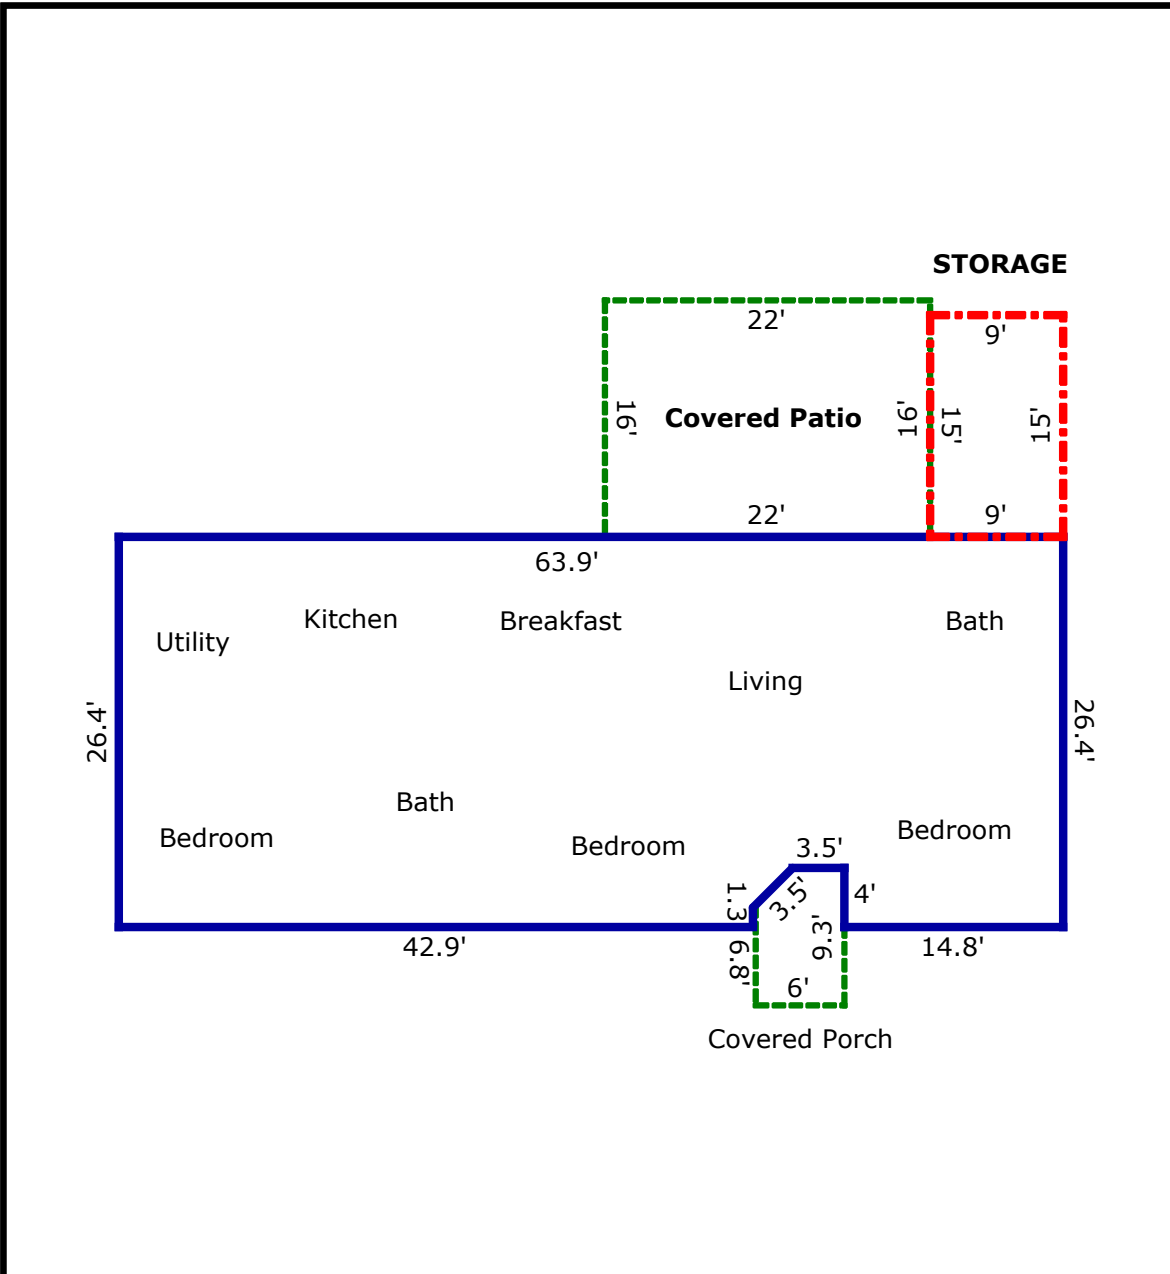 STORAGE
22'
9'
16'
Covered Patio
16'
15'
15'
22'
9'
63.9'
Utility
Kitchen
Breakfast
Bath
Living
26.4'
26.4'
Bath
Bedroom
Bedroom
Bedroom
3.5'
1.3
3.5'
4'
9.3'
42.9'
6.8'
14.8'
6'
Covered Porch